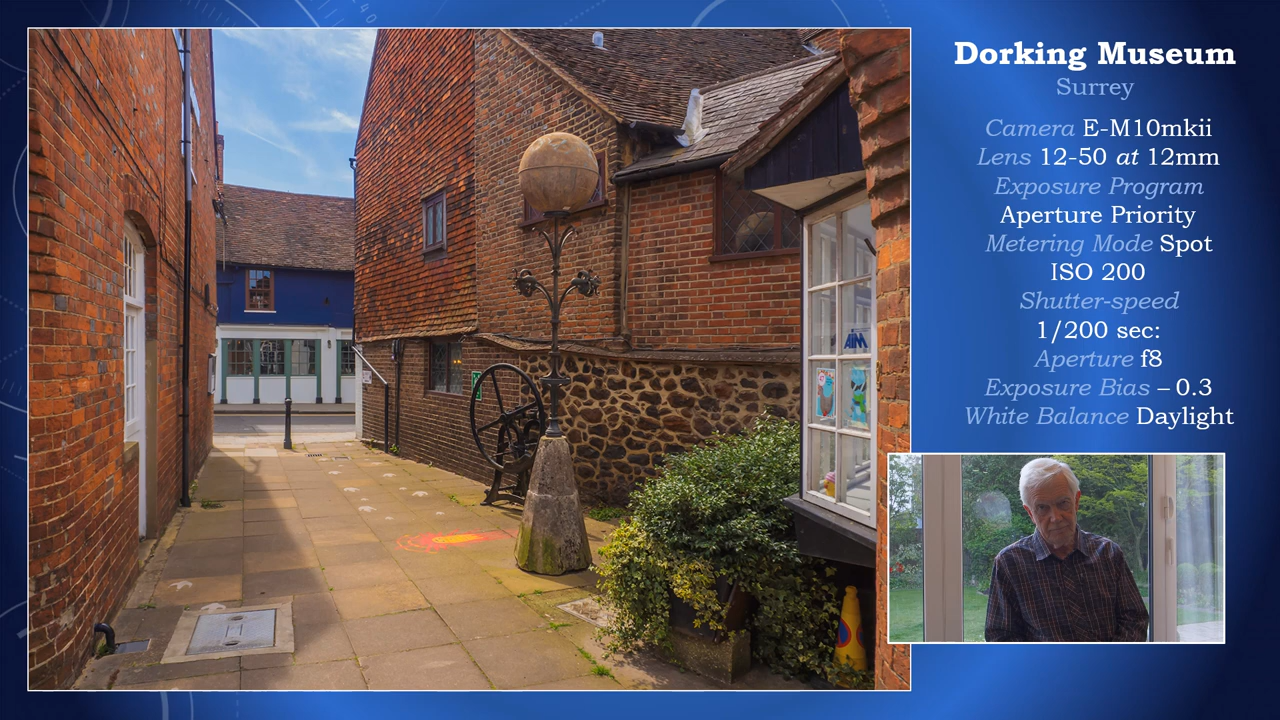 Dorking Museum
Surrey
Camera E-M10mkii
Lens 12-50 at 12mm
Exposure Program
Aperture Priority
Metering Mode Spot
ISO 200
Shutter-speed
1/200 sec:
Aperture f8
Exposure Bias – 0.3
White Balance Daylight
AIM
40